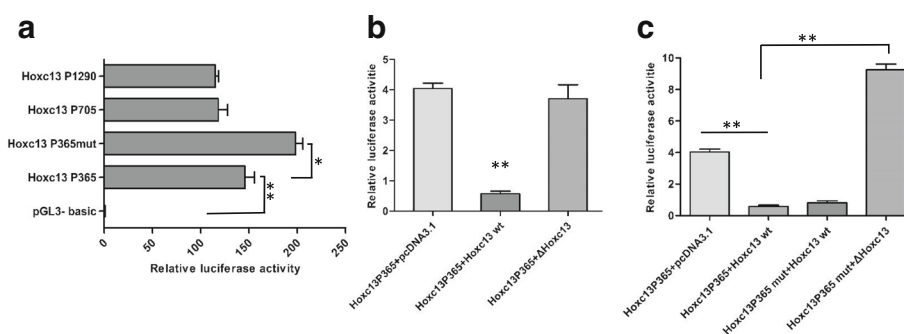 a
Hoxc13 P1290
Hoxc13 P705
Hoxc13 P365mut
Hoxc13 P365
pGL3- basic
*
**
0
50
100
150
200
250
Relative luciferase activity
b
Relative luciferase activitie
5
4
3
2
1
0
**
Hoxc13P365+pcDNA3.1
Hoxc13P365+Hoxc13 wt
Hoxc13P365+ΔHoxc13
c
Relative luciferase activitie
10
8
6
4
2
0
**
**
Hoxc13P365+pcDNA3.1
Hoxc13P365+Hoxc13 wt
Hoxc13P365 mut+Hoxc13 wt
Hoxc13P365 mut+ΔHoxc13